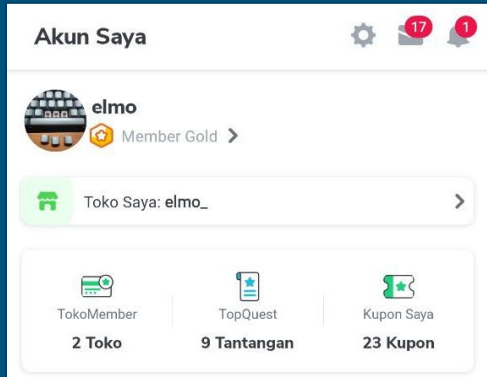 Akun Saya
17
1
elmo
Member Gold
Toko Saya: elmo_
TokoMember
TopQuest
Kupon Saya
2 Toko
9 Tantangan
23 Kupon